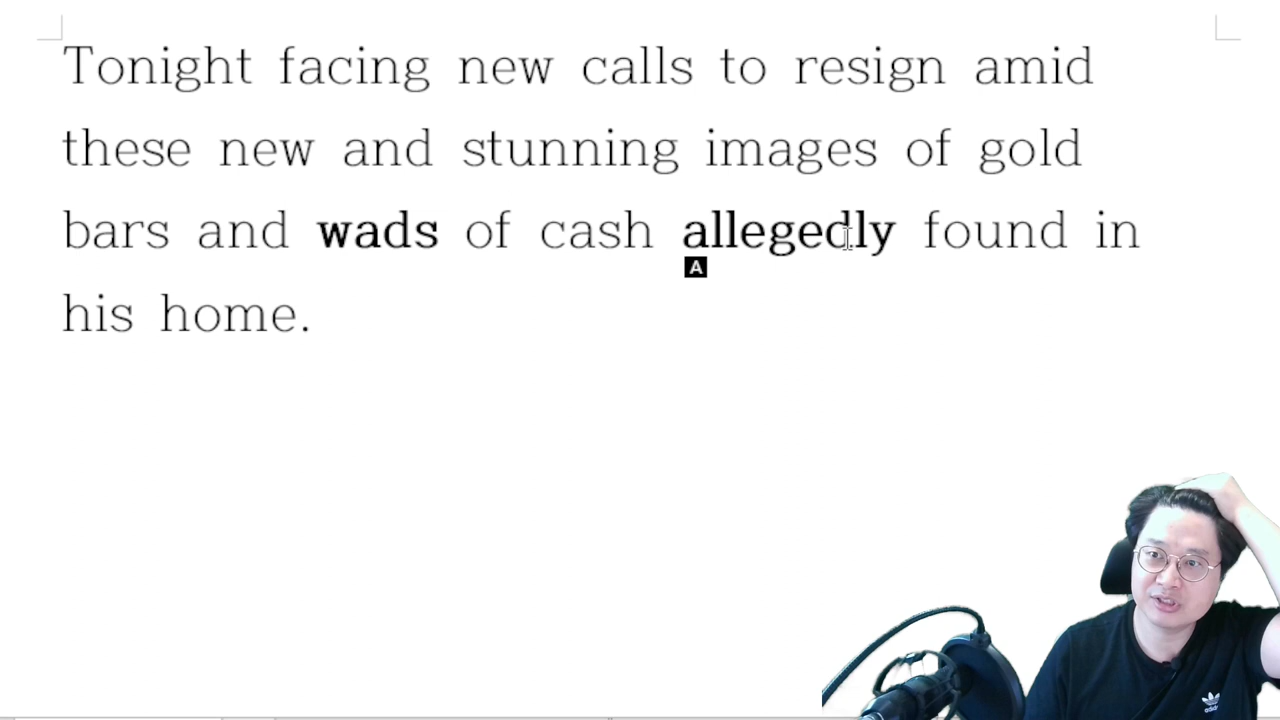 Tonight facing new calls to resign amid
these new and stunning images of gold
bars and wads of cash allegedly found in
A
his home.
adidas